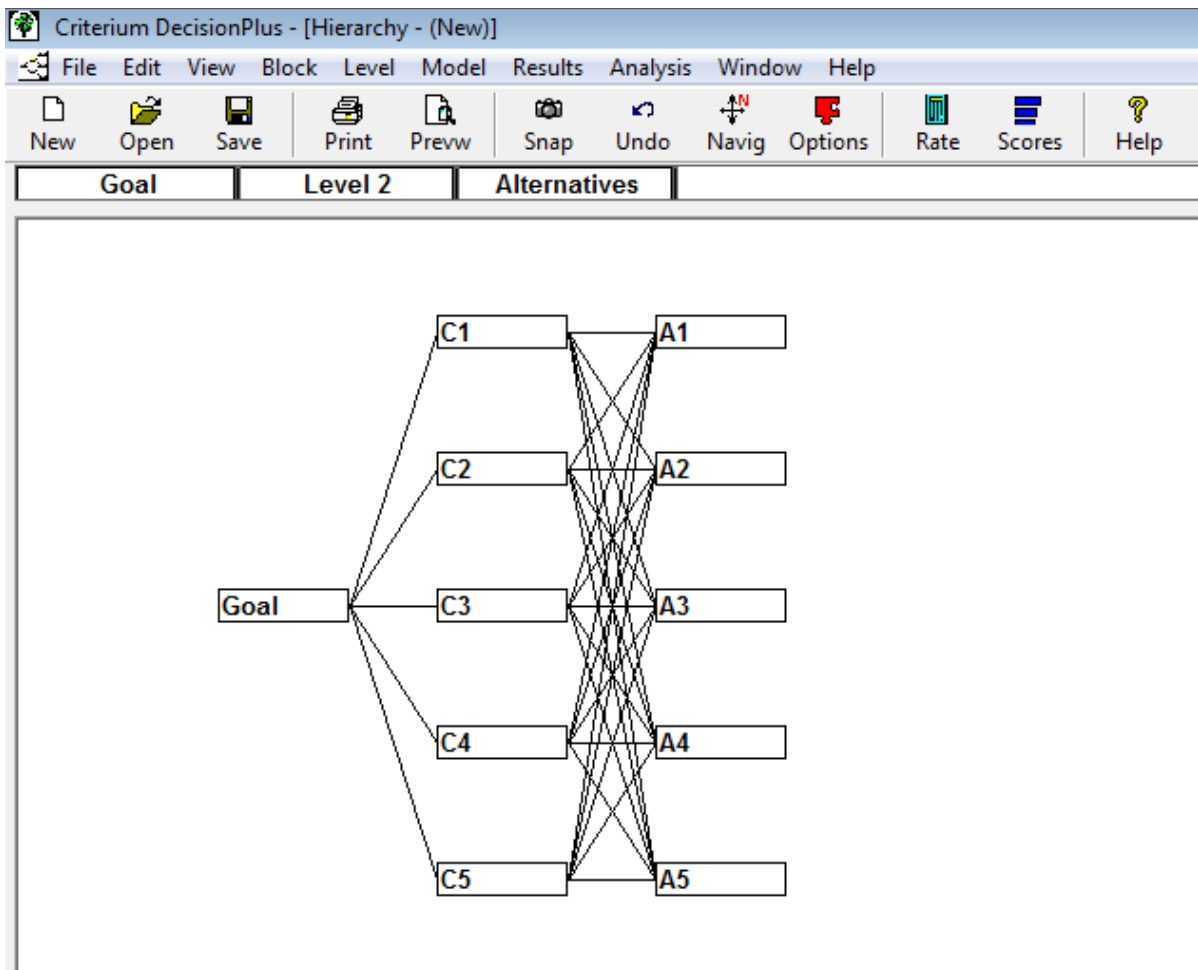 Criterium DecisionPlus - [Hierarchy - (New)]
File Edit View Block Level Model Results Analysis Window Help
N
New Open Save Print Prevw Snap Undo Navig Options Rate Scores Help
Goal Level 2 Alternatives
C1 A1
C2 A2
Goal C3 A3
C4 A4
C5 A5